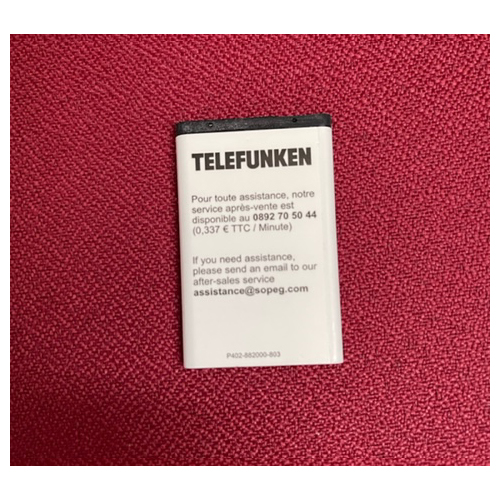 TELEFUNKEN
Pour toute assistance, notre
service après-vente est
disponible au 0892 70 50 44
(0,337 € TTC / Minute)
If you need assistance,
please send an email to our
after-sales service
assistance@sopeg.com
P402-882000-803